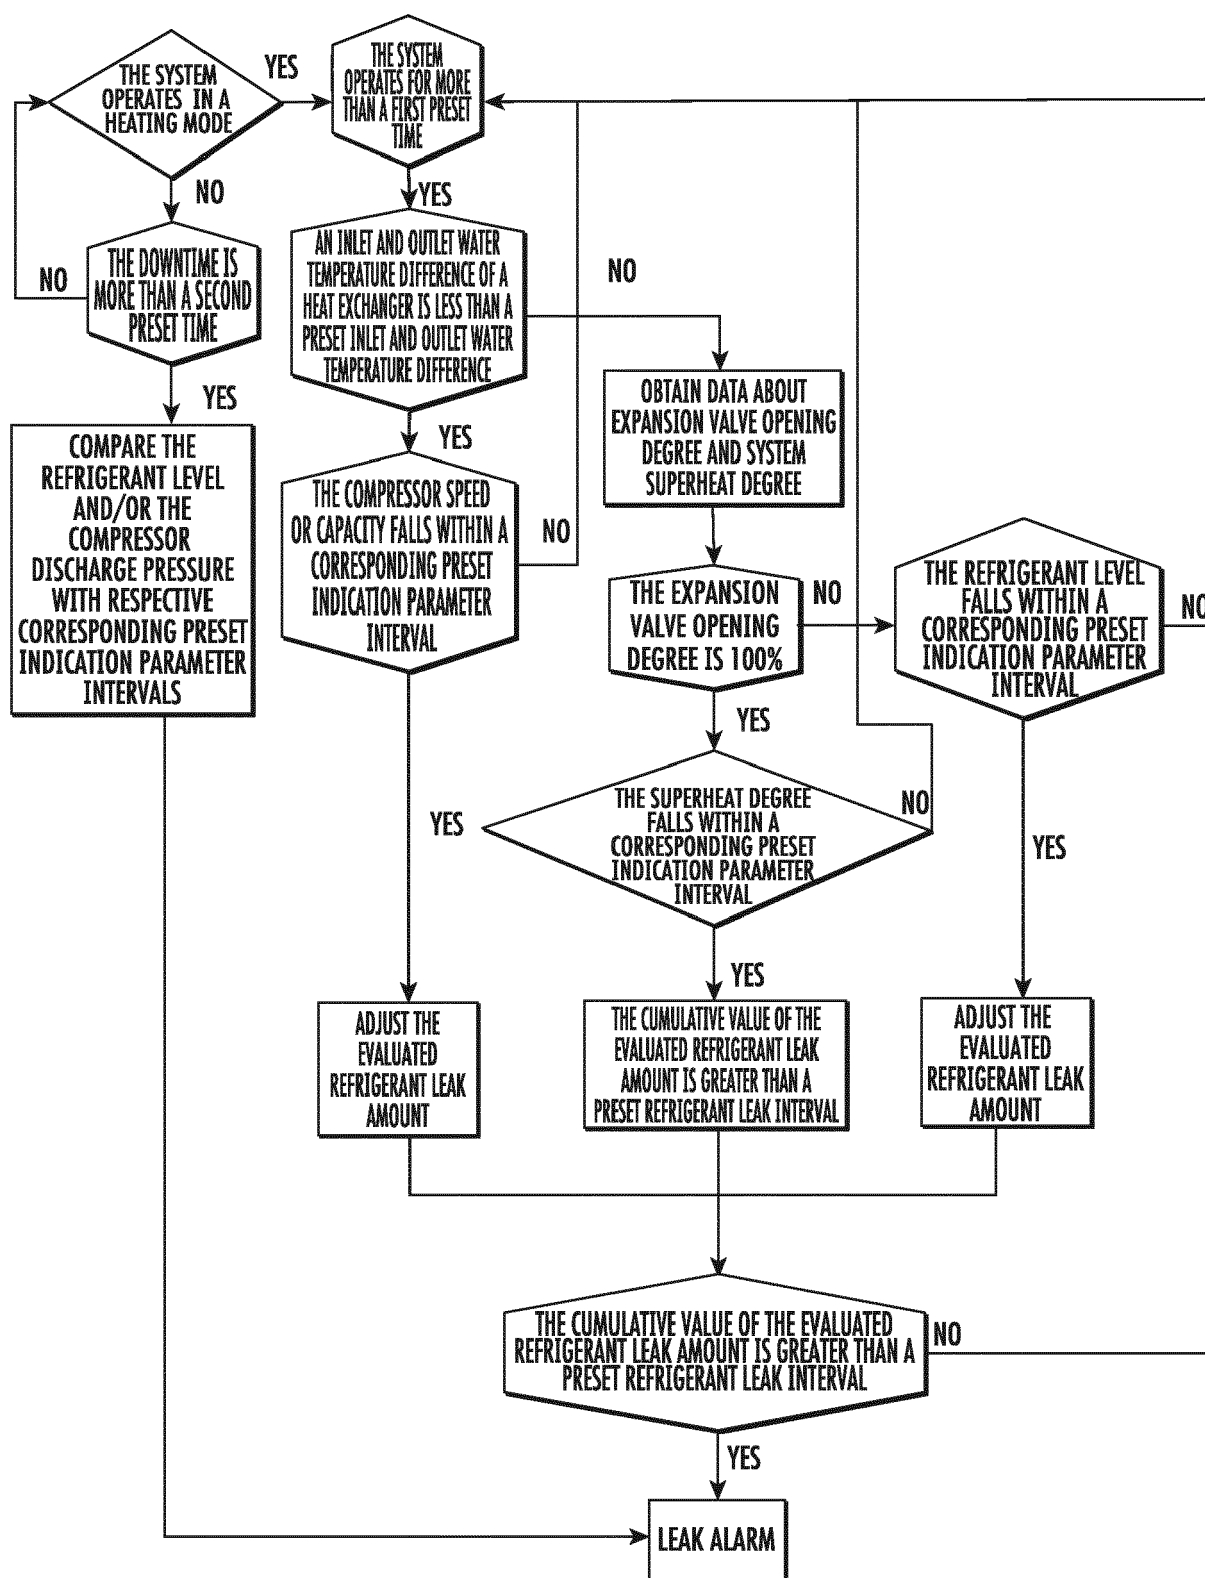 THE SYSTEM
OPERATES IN A
HEATING MODE
YES
THE SYSTEM
OPERATES FOR MORE
THAN A FIRST PRESET
TIME
NO
YES
THE DOWNTIME IS
MORE THAN A SECOND
PRESET TIME
NO
AN INLET AND OUTLET WATER
TEMPERATURE DIFFERENCE OF A
HEAT EXCHANGER IS LESS THAN A
PRESET INLET AND OUTLET WATER
TEMPERATURE DIFFERENCE
NO
YES
COMPARE THE
REFRIGERANT LEVEL
AND/OR THE
COMPRESSOR
DISCHARGE PRESSURE
WITH RESPECTIVE
CORRESPONDING PRESET
INDICATION PARAMETER
INTERVALS
YES
THE COMPRESSOR SPEED
OR CAPACITY FALLS WITHIN A
CORRESPONDING PRESET
INDICATION PARAMETER
INTERVAL
NO
OBTAIN DATA ABOUT
EXPANSION VALVE OPENING
DEGREE AND SYSTEM
SUPERHEAT DEGREE
THE EXPANSION
VALVE OPENING
DEGREE IS 100%
NO
THE REFRIGERANT LEVEL
FALLS WITHIN A
CORRESPONDING PRESET
INDICATION PARAMETER
INTERVAL
NO
YES
YES
THE SUPERHEAT DEGREE
FALLS WITHIN A
CORRESPONDING PRESET
INDICATION PARAMETER
INTERVAL
NO
YES
YES
ADJUST THE
EVALUATED
REFRIGERANT LEAK
AMOUNT
THE CUMULATIVE VALUE OF THE
EVALUATED REFRIGERANT LEAK
AMOUNT IS GREATER THAN A
PRESET REFRIGERANT LEAK INTERVAL
ADJUST THE
EVALUATED
REFRIGERANT LEAK
AMOUNT
THE CUMULATIVE VALUE OF THE EVALUATED
REFRIGERANT LEAK AMOUNT IS GREATER THAN A
PRESET REFRIGERANT LEAK INTERVAL
NO
YES
LEAK ALARM